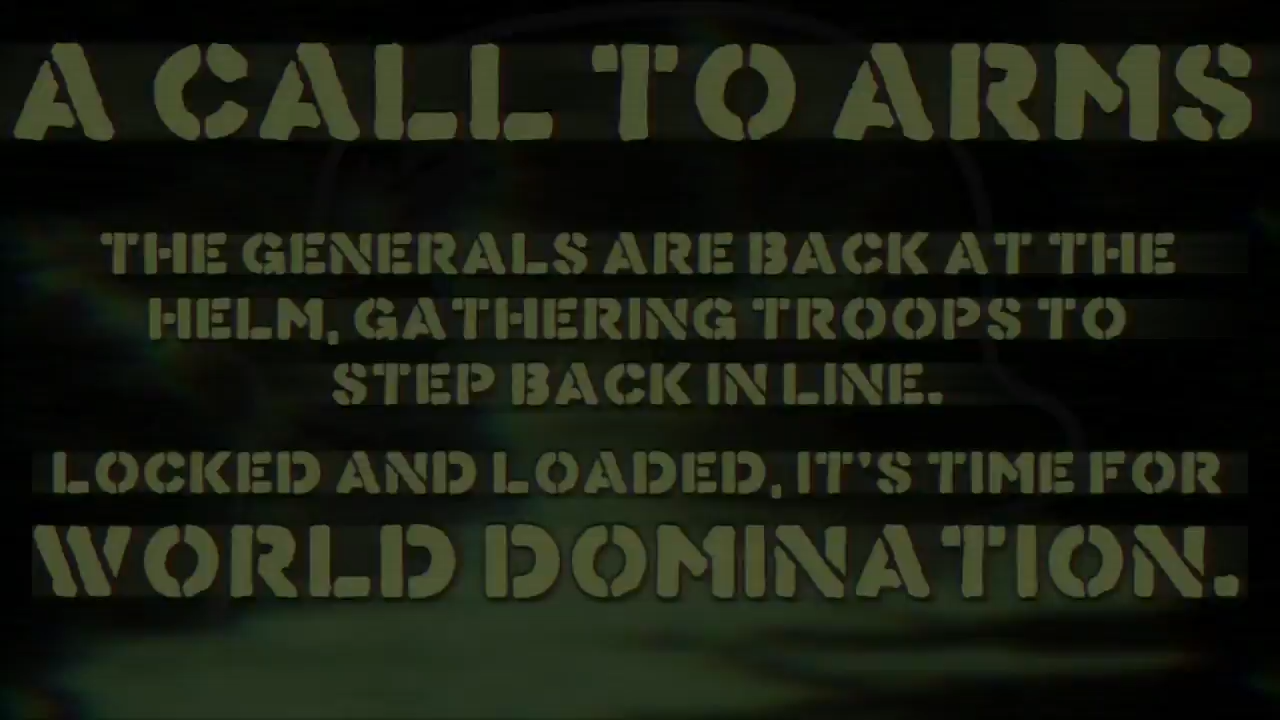 A CALL TO ARMS
THE GENERALS ARE BACK AT THE
HELM, GATHERING TROOPS TO
STEP BACK IN LINE.
LOCKED AND LOADED, IT'S TIME FOR
WORLD DOMINATION.